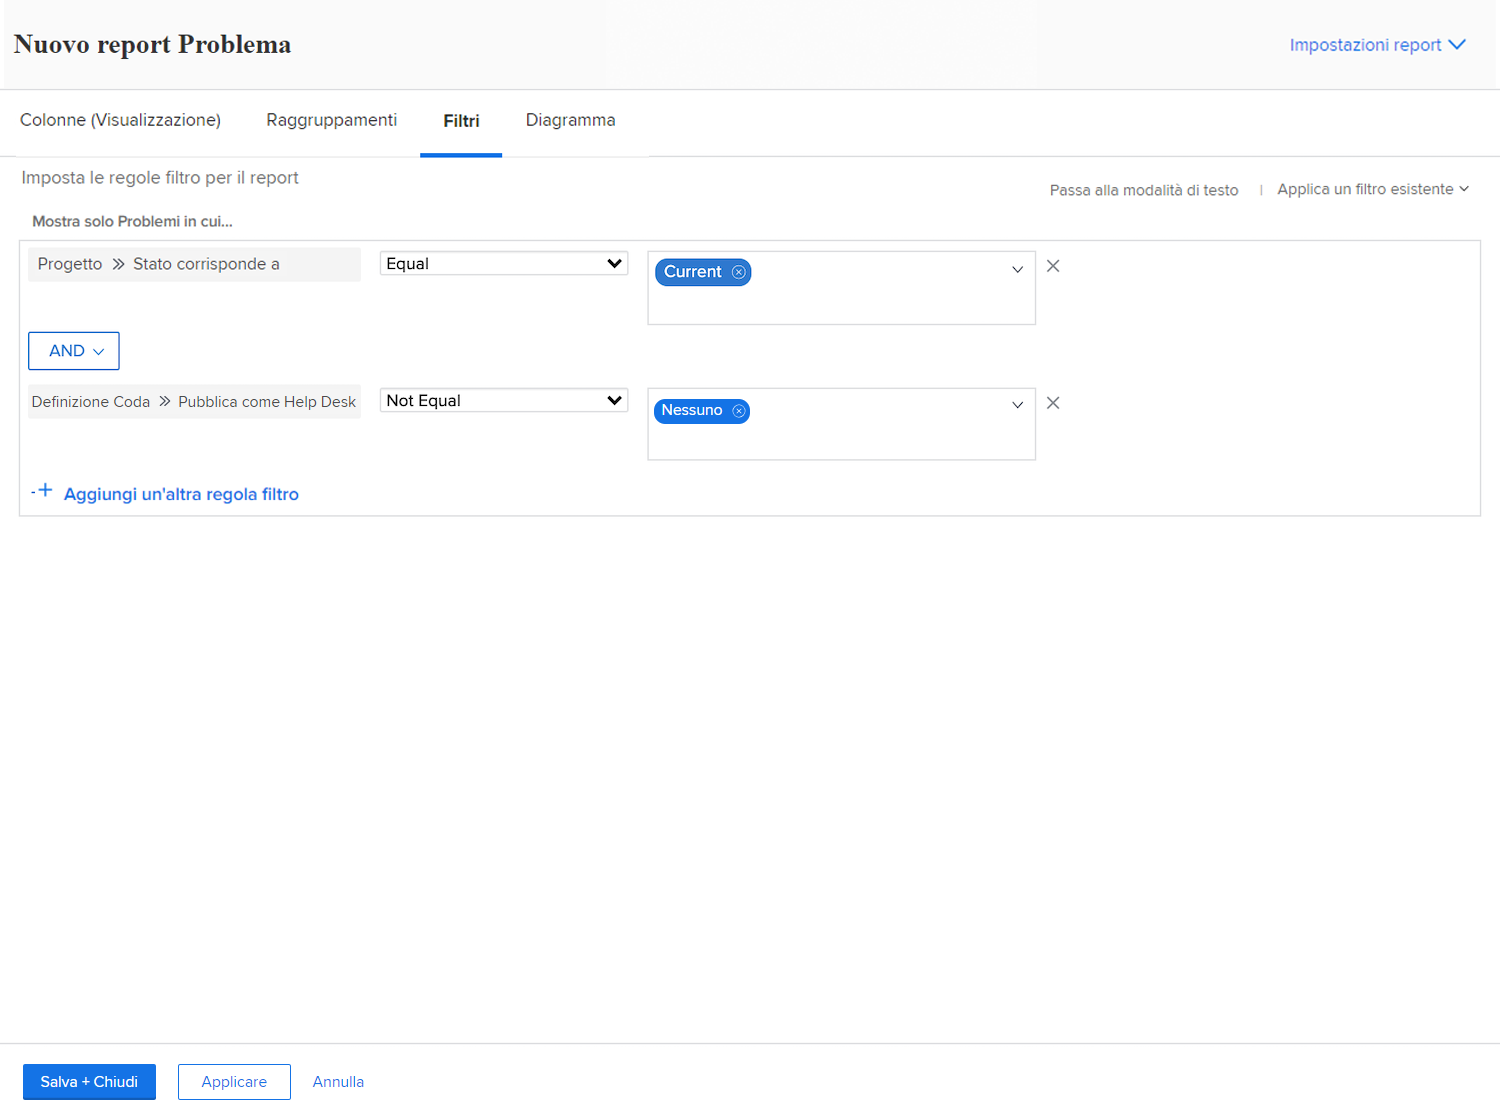 Nuovo report Problema
Impostazioni report
Colonne (Visualizzazione)
Raggruppamenti
Filtri
Diagramma
Imposta le regole filtro per il report
Passa alla modalità di testo
|
Applica un filtro esistente
Mostra solo Problemi in cui...
Progetto » Stato corrisponde a
Equal
Current
AND
Definizione Coda » Pubblica come Help Desk
Not Equal
Nessuno
Aggiungi un'altra regola filtro
Salva + Chiudi
Applicare
Annulla